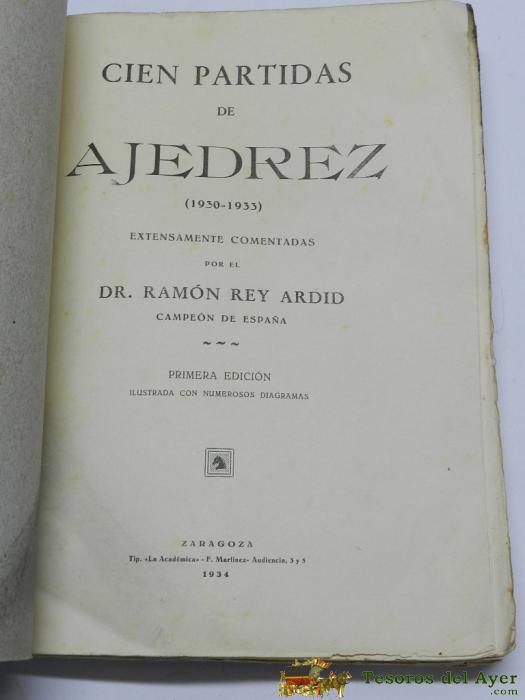 CIEN PARTIDAS
DE
AJEDREZ
(1930-1933)
EXTENSAMENTE COMENTADAS
POR EL
DR. RAMÓN REY ARDID
CAMPEÓN DE ESPAÑA
~~~
PRIMERA EDICIÓN
ILUSTRADA CON NUMEROSOS DIAGRAMAS
ZARAGOZA
Tip. «La Académica» - F. Martínez - Audiencia, 3 y 5
1934
Tesoros del Ayer
.com